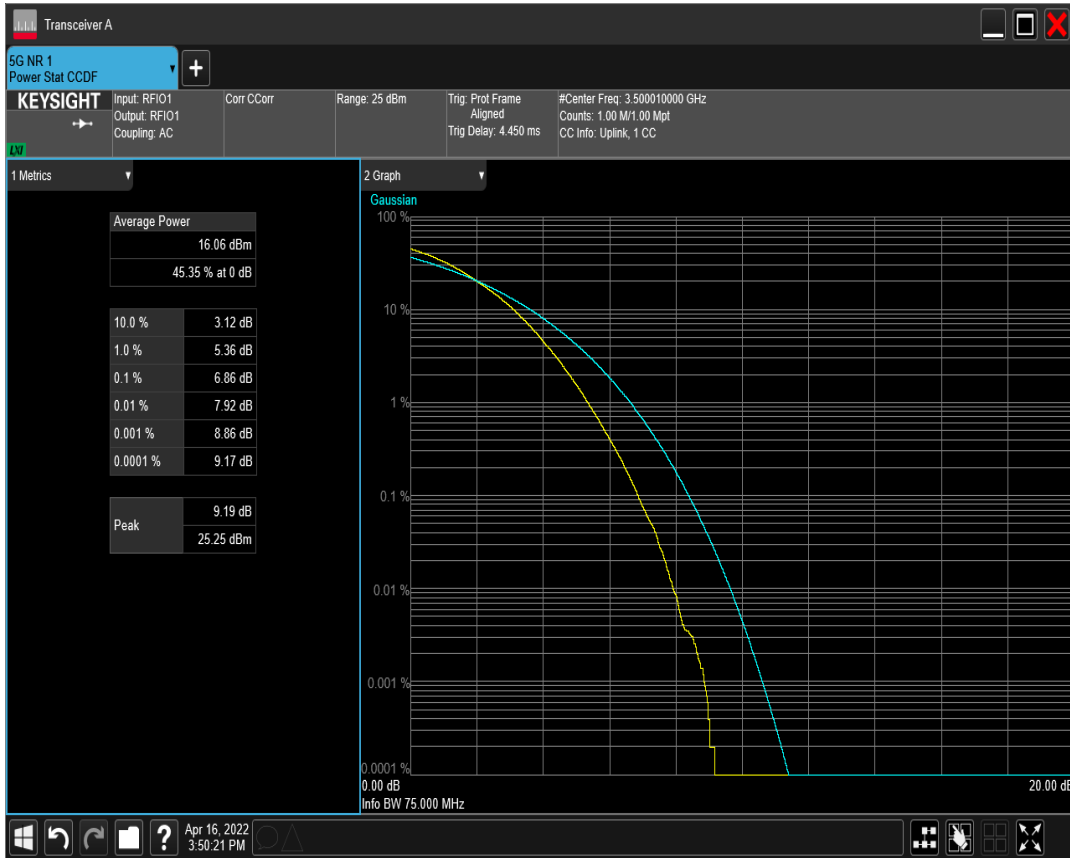 Transceiver A
5G NR 1
Power Stat CCDF
KEYSIGHT
LXI
Input: RFIO1
Output: RFIO1
Coupling: AC
Corr CCorr
Range: 25 dBm
Trig: Prot Frame
Aligned
Trig Delay: 4.450 ms
#Center Freq: 3.500010000 GHz
Counts: 1.00 M/1.00 Mpt
CC Info: Uplink, 1 CC
1 Metrics
Average Power
16.06 dBm
45.35 % at 0 dB
10.0 % 3.12 dB
1.0 % 5.36 dB
0.1 % 6.86 dB
0.01 % 7.92 dB
0.001 % 8.86 dB
0.0001 % 9.17 dB
Peak
9.19 dB
25.25 dBm
2 Graph
Gaussian
100 %
10 %
1 %
0.1 %
0.01 %
0.001 %
0.0001 %
0.00 dB 20.00 dB
Info BW 75.000 MHz
?
Apr 16, 2022
3:50:21 PM